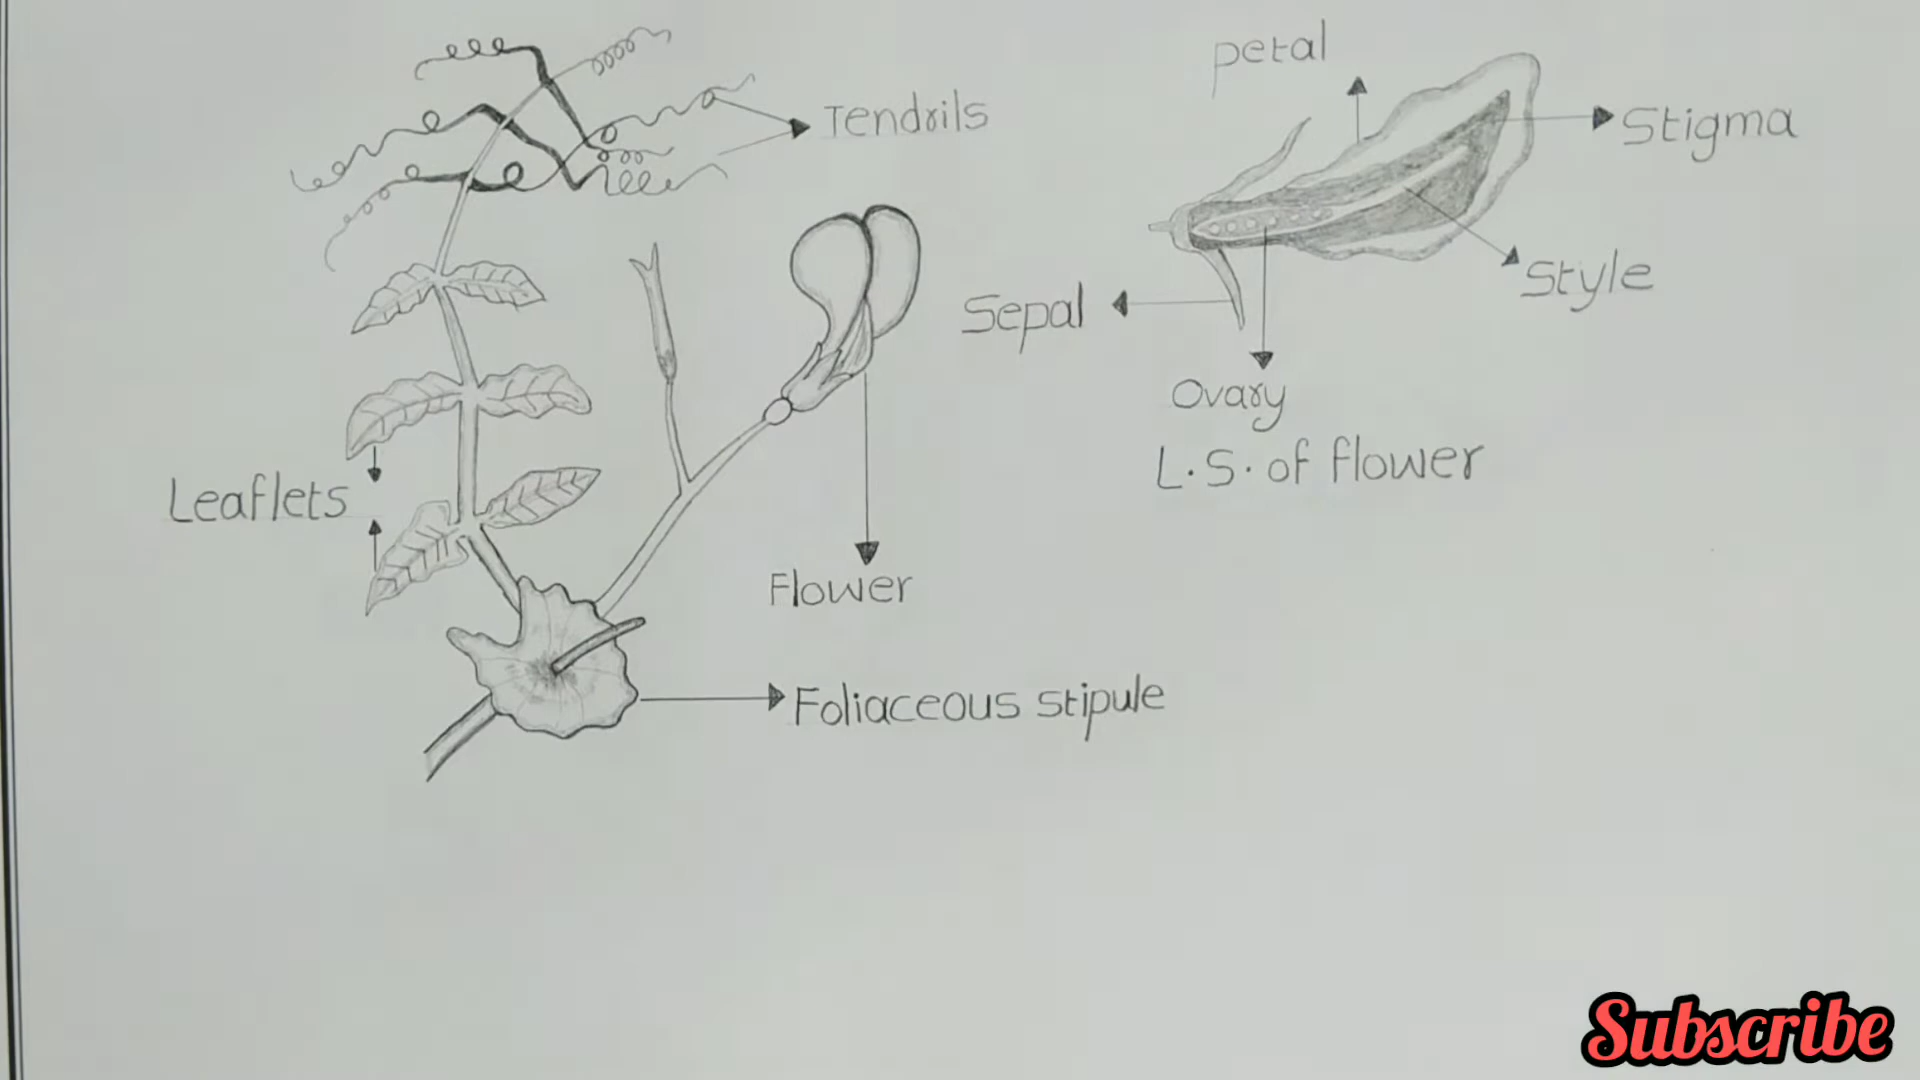 petal
Tendrils
Stigma
Style
Sepal
Ovary
L.S. of flower
Leaflets
Flower
Foliaceous stipule
Subscribe